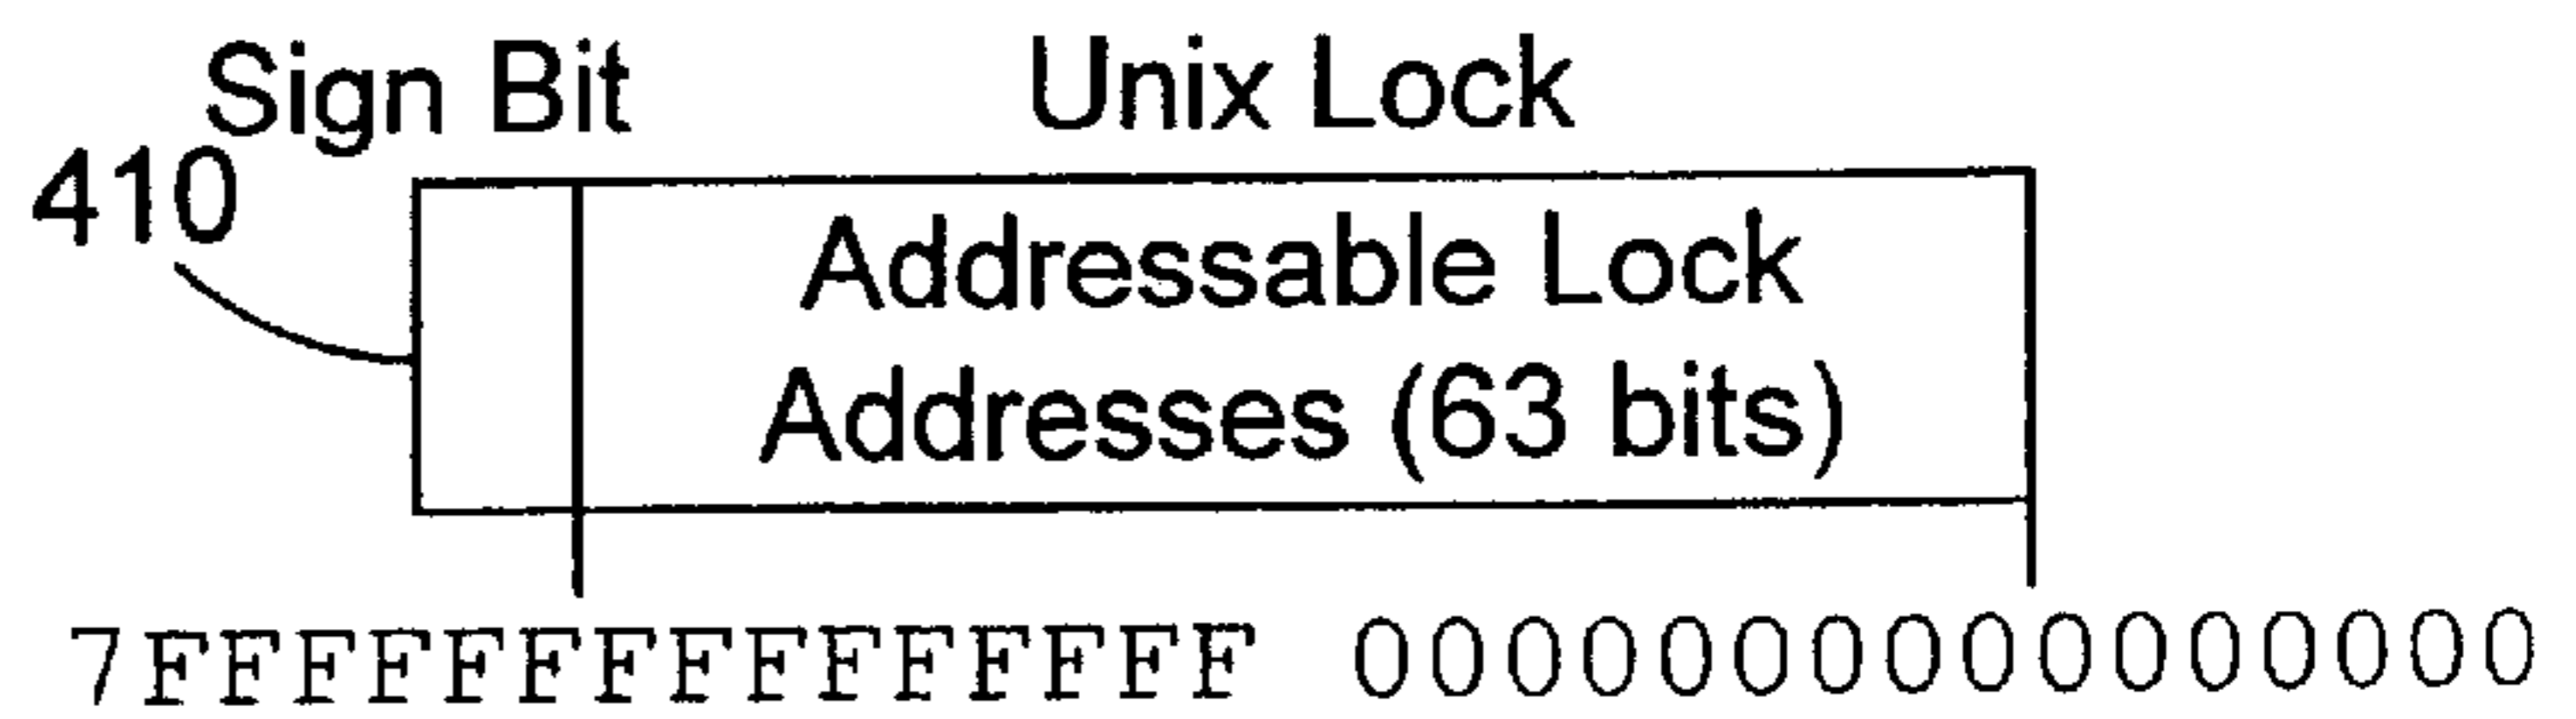 Sign Bit Unix Lock
410
Addressable Lock
Addresses (63 bits)
7FFFFFFFFFFFFFFF 0000000000000000